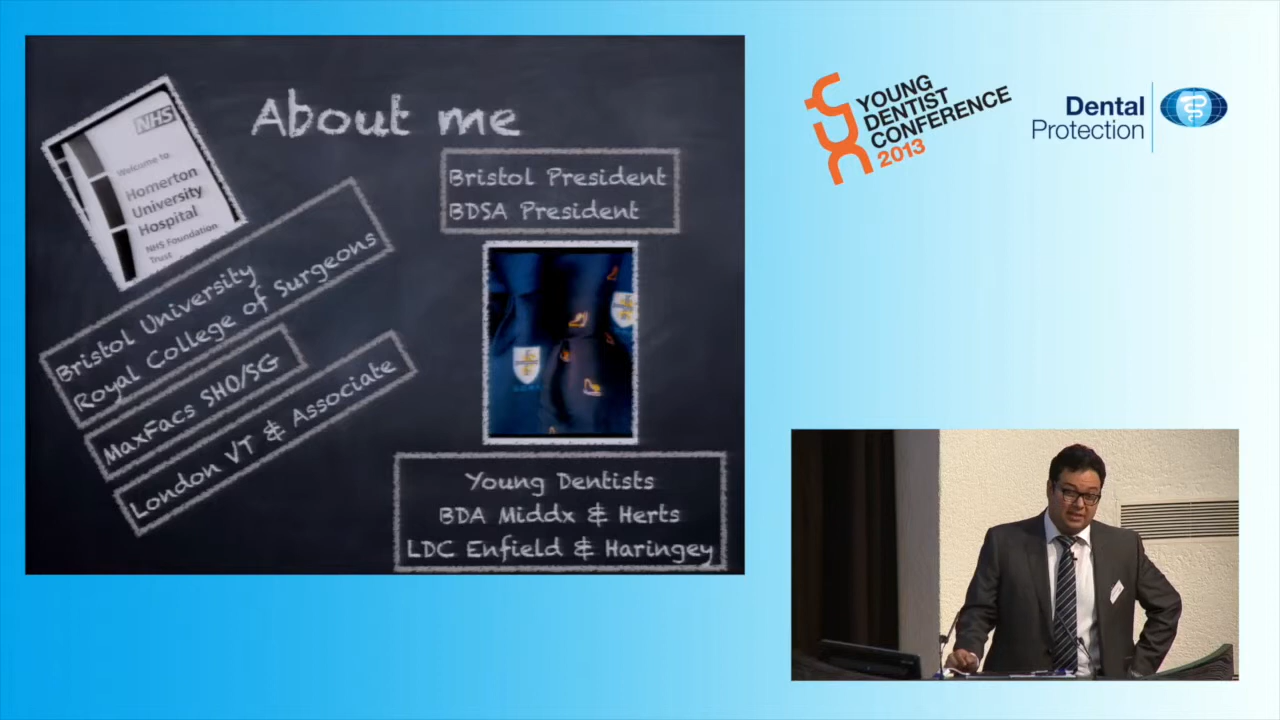 About me
NHS
Welcome to
Homerton
University
Hospital
NHS Foundation
Trust
Bristol University
Royal College of Surgeons
MaxFacs SHO/SG
London VT & Associate
Bristol President
BDSA President
Young Dentists
BDA Middx & Herts
LDC Enfield & Haringey
YOUNG
DENTIST
CONFERENCE
2013
Dental
Protection